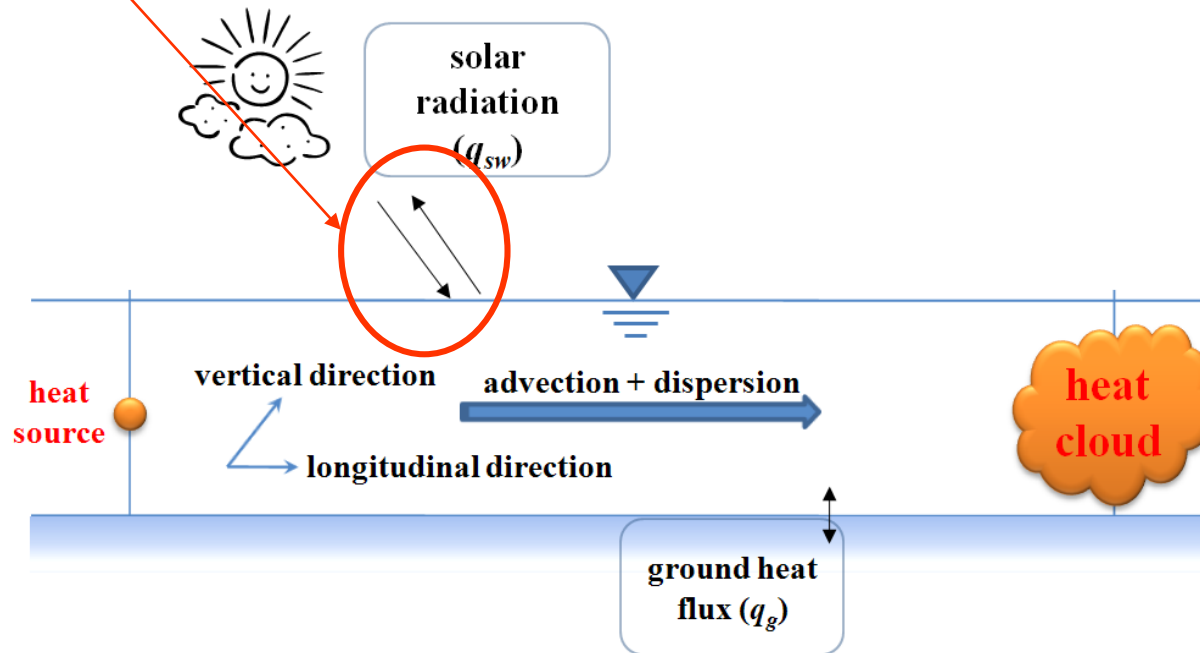 solar
radiation
(q_sw)
vertical direction
advection + dispersion
heat
source
longitudinal direction
heat
cloud
ground heat
flux (q_g)